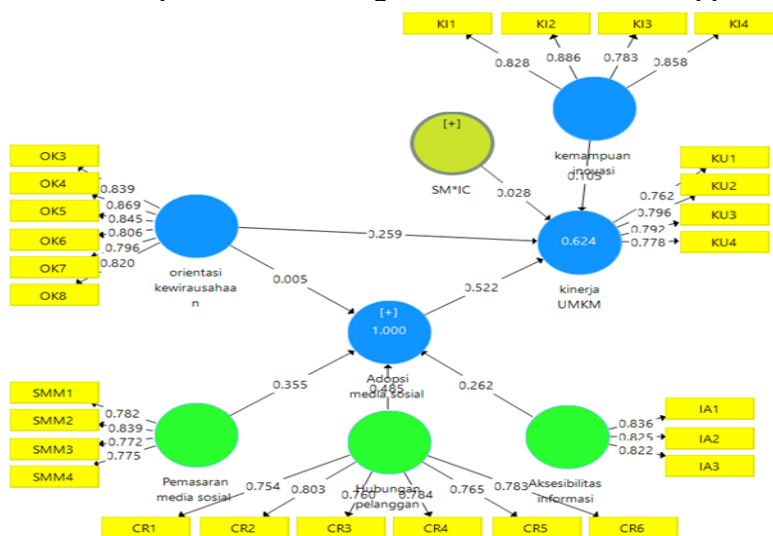 KI1
KI2
KI3
KI4
0.828
0.886
0.783
0.858
[+]
SM*IC
kemampuan
inovasi
0.105
0.028
OK3
OK4
OK5
OK6
OK7
OK8
0.839
0.869
0.845
0.806
0.796
0.820
orientasi
kewirausahaa
n
0.259
0.005
0.624
kinerja
UMKM
KU1
KU2
KU3
KU4
0.762
0.796
0.792
0.778
0.522
[+]
1.000
Adopsi
media sosial
0.355
0.485
0.262
SMM1
SMM2
SMM3
SMM4
0.782
0.839
0.772
0.775
Pemasaran
media sosial
Hubungan
pelanggan
Aksesibilitas
informasi
IA1
IA2
IA3
0.836
0.825
0.822
0.754
0.803
0.760
0.784
0.765
0.783
CR1
CR2
CR3
CR4
CR5
CR6